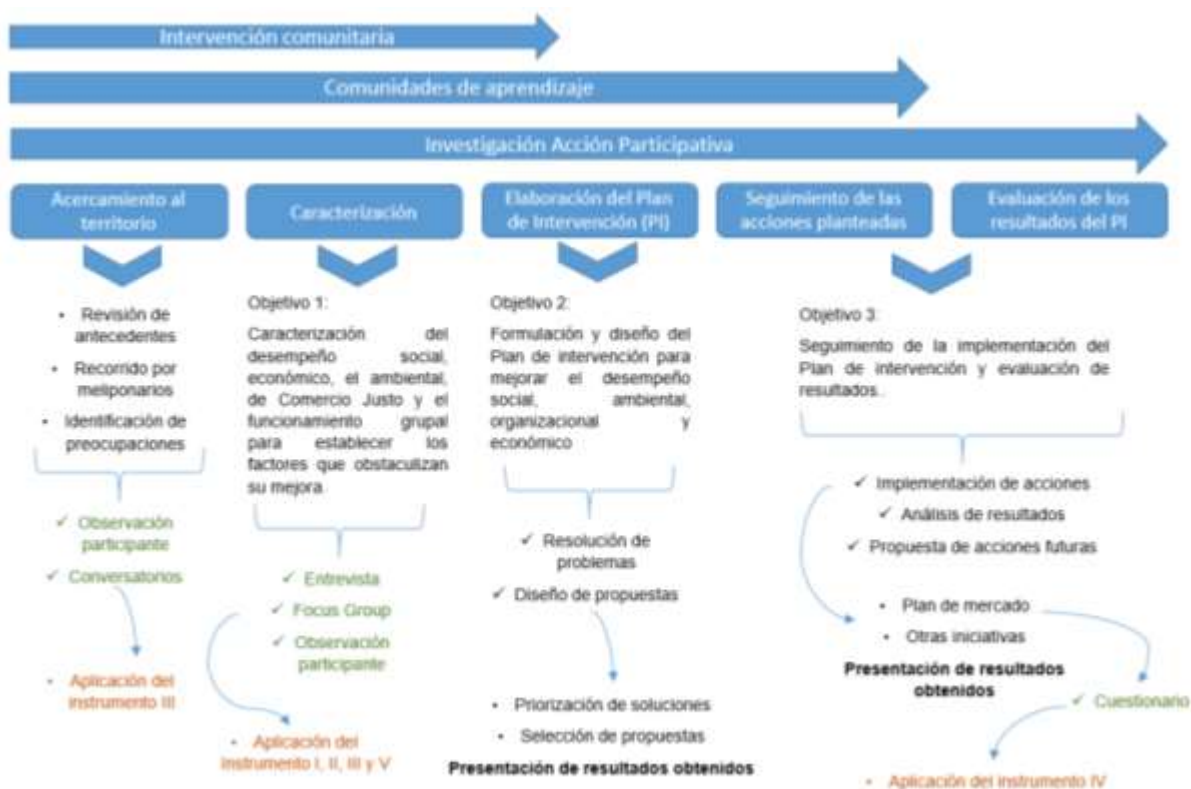 Intervención comunitaria
Comunidades de aprendizaje
Investigación Acción Participativa
Acercamiento al
territorio
Caracterización
Elaboración del Plan
de Intervención (PI)
Seguimiento de las
acciones planteadas
Evaluación de los
resultados del PI
• Revisión de
antecedentes
• Recorrido por
meliponarios
• Identificación de
preocupaciones
✓ Observación
participante
✓ Conversatorios
• Aplicación del
instrumento III
Objetivo 1:
Caracterización del
desempeño social,
económico, el ambiental,
de Comercio Justo y el
funcionamiento grupal
para establecer los
factores que obstaculizan
su mejora.
✓ Entrevista
✓ Focus Group
✓ Observación
participante
• Aplicación del
instrumento I, II, III y V
Objetivo 2:
Formulación y diseño del
Plan de intervención para
mejorar el desempeño
social, ambiental,
organizacional y
económico
✓ Resolución de
problemas
✓ Diseño de propuestas
• Priorización de soluciones
• Selección de propuestas
Presentación de resultados obtenidos
Objetivo 3:
Seguimiento de la implementación del
Plan de intervención y evaluación de
resultados..
✓ Implementación de acciones
✓ Análisis de resultados
✓ Propuesta de acciones futuras
• Plan de mercado
• Otras iniciativas
Presentación de resultados
obtenidos
✓ Cuestionario
• Aplicación del instrumento IV